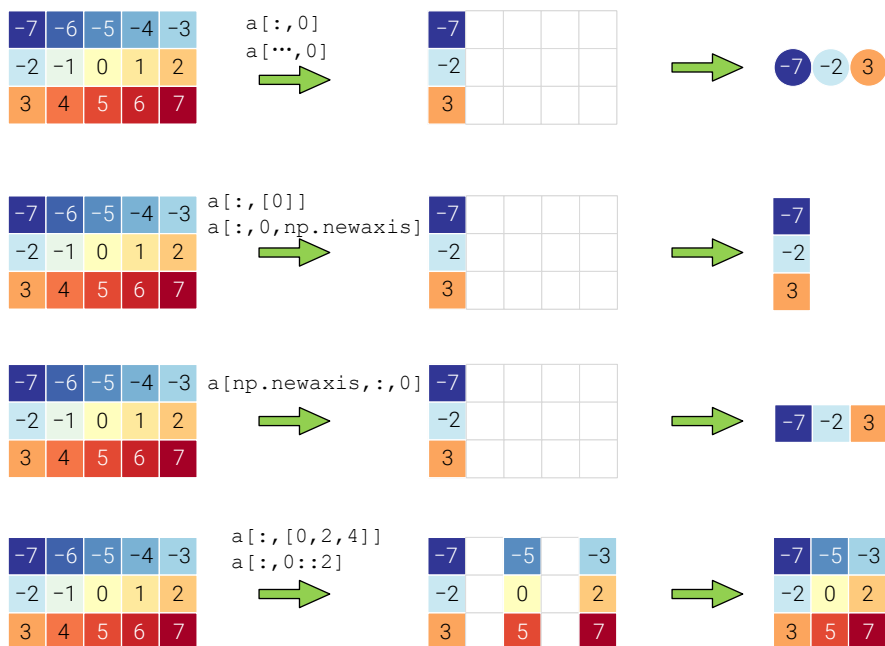 a[:,0]
a[⋯,0]
−7 −6 −5 −4 −3 −7
−2 −1 0 1 2 −2 −7 −2 3
3 4 5 6 7 3
a[:,[0]]
a[:,0,np.newaxis]
−7 −6 −5 −4 −3 −7 −7
−2 −1 0 1 2 −2 −2
3 4 5 6 7 3 3
a[np.newaxis,:,0]
−7 −6 −5 −4 −3 −7
−2 −1 0 1 2 −2 −7 −2 3
3 4 5 6 7 3
a[:,[0,2,4]]
a[:,0::2]
−7 −6 −5 −4 −3 −7 −5 −3 −7 −5 −3
−2 −1 0 1 2 −2 0 2 −2 0 2
3 4 5 6 7 3 5 7 3 5 7